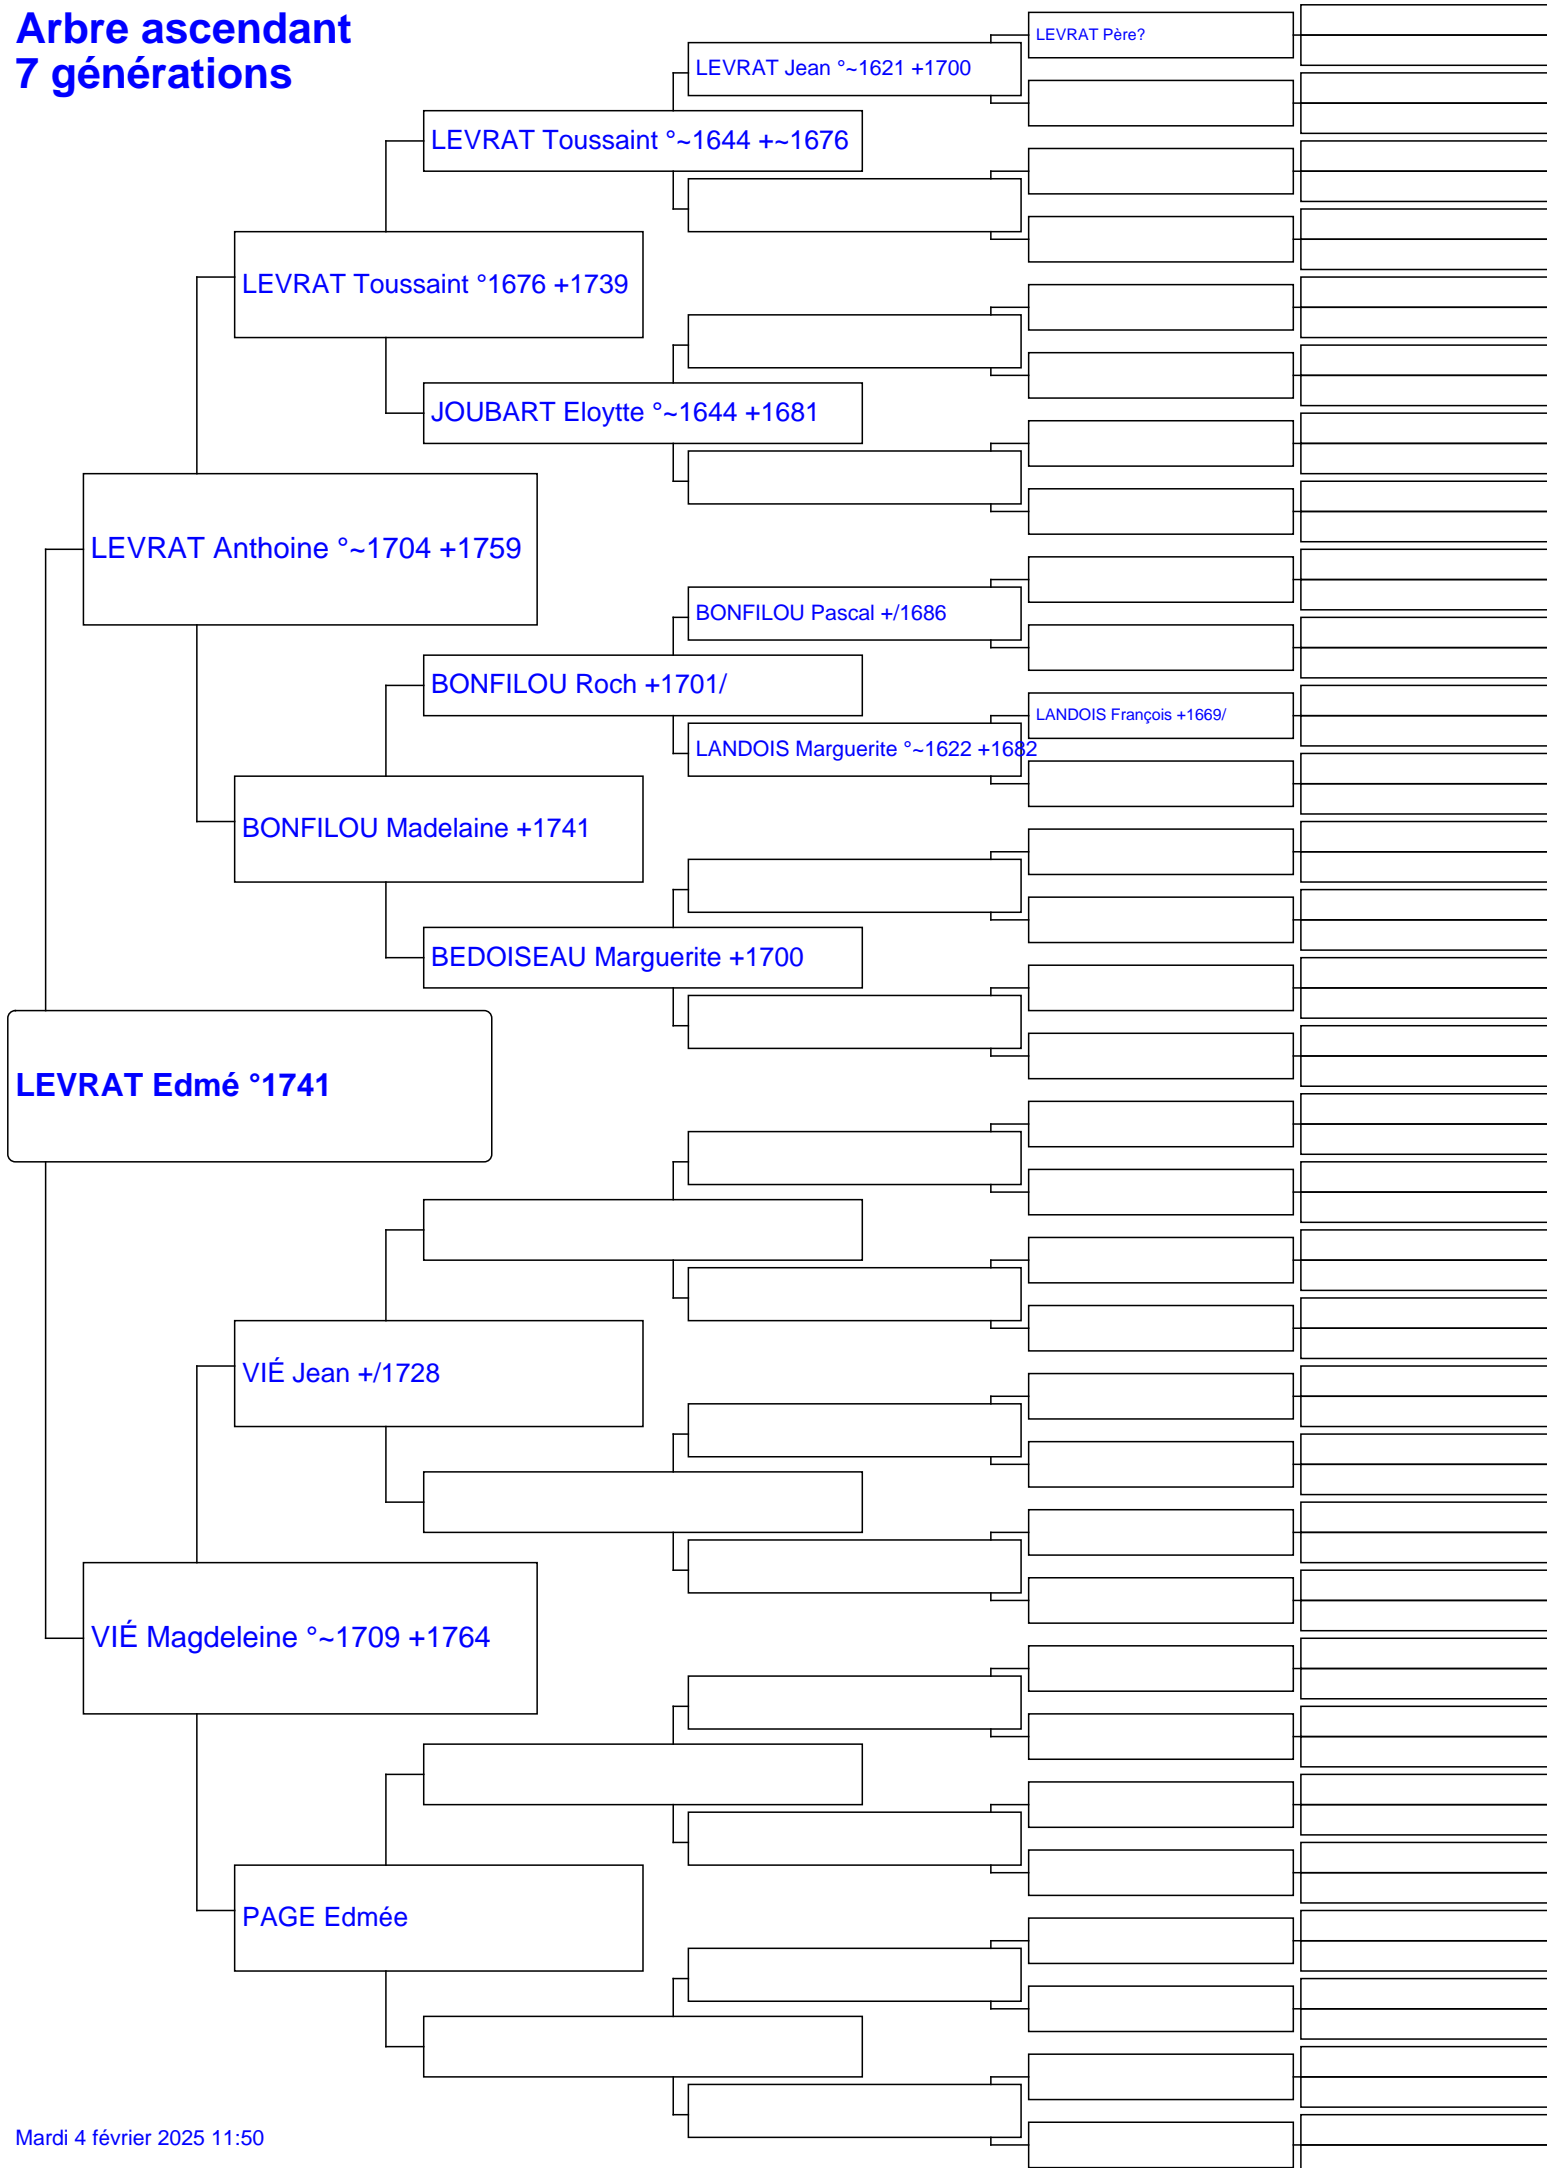 Arbre ascendant
7 générations
LEVRAT Père?
LEVRAT Jean °~1621 +1700
LEVRAT Toussaint °~1644 +~1676
LEVRAT Toussaint °1676 +1739
JOUBART Eloytte °~1644 +1681
LEVRAT Anthoine °~1704 +1759
BONFILOU Pascal +/1686
BONFILOU Roch +1701/
LANDOIS François +1669/
LANDOIS Marguerite °~1622 +1682
BONFILOU Madelaine +1741
BEDOISEAU Marguerite +1700
LEVRAT Edmé °1741
VIÉ Jean +/1728
VIÉ Magdeleine °~1709 +1764
PAGE Edmée
Mardi 4 février 2025 11:50